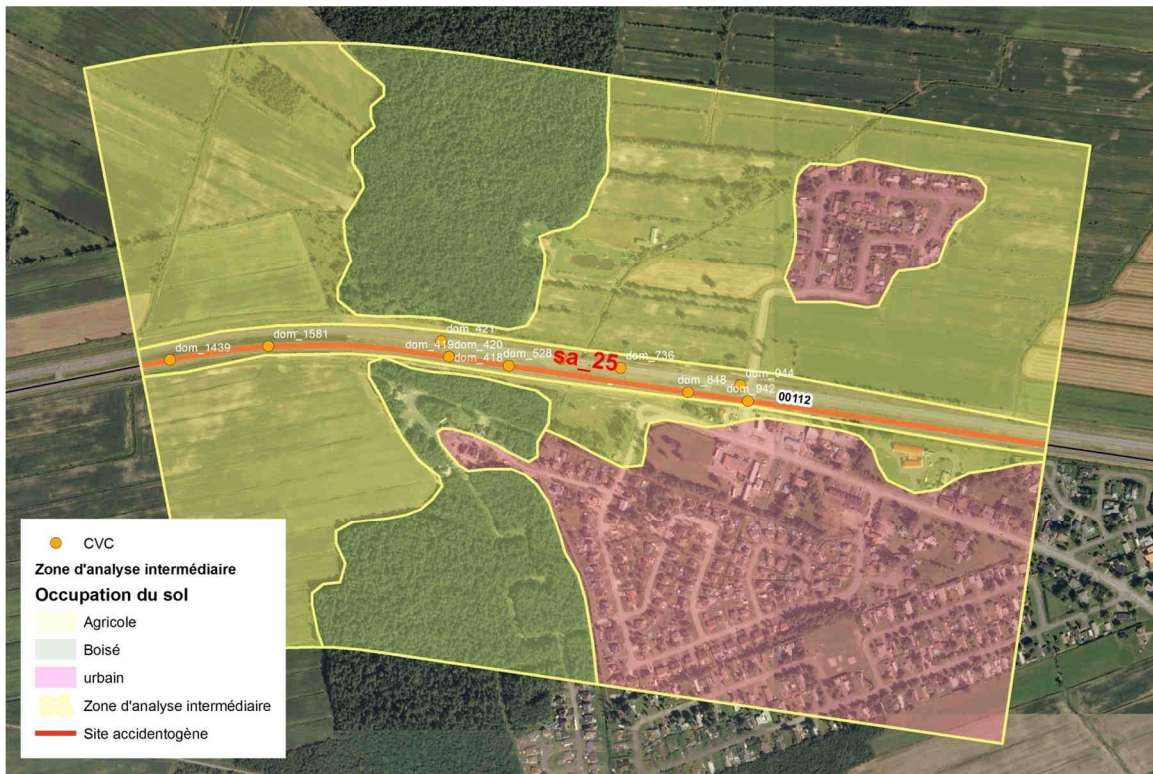 dom_421
dom_1581
dom_1439
dom_419
dom_420
dom_418
dom_528
sa_25
dom_736
dom_944
dom_848
dom_942
00112
CVC
Zone d'analyse intermédiaire
Occupation du sol
Agricole
Boisé
urbain
Zone d'analyse intermédiaire
Site accidentogène